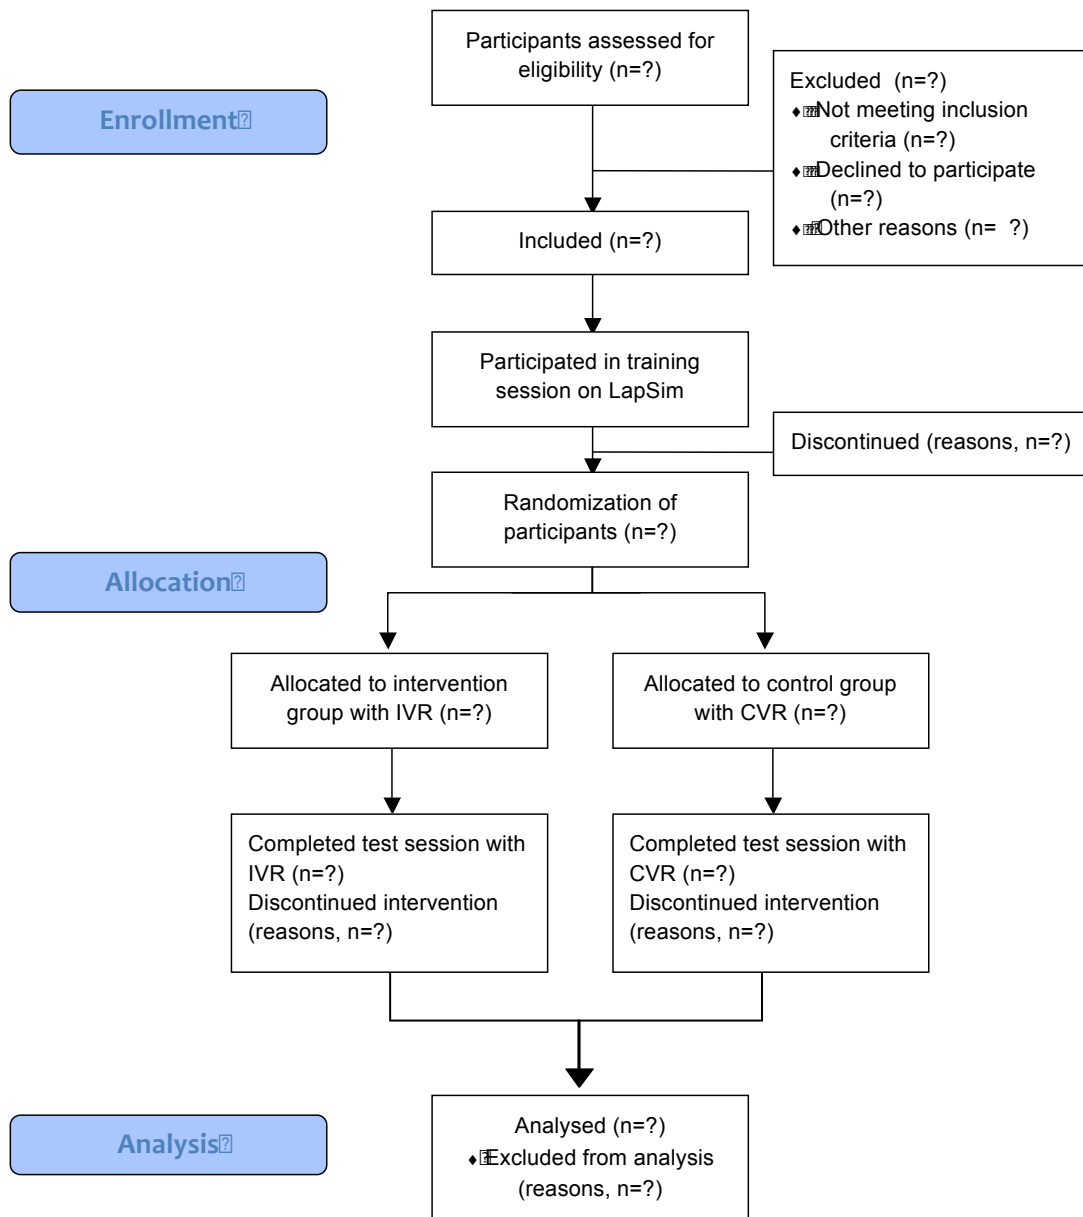 Participants assessed for
eligibility (n=?)
Enrollment
Excluded (n=?)
♦Not meeting inclusion
criteria (n=?)
♦Declined to participate
(n=?)
♦Other reasons (n= ?)
Included (n=?)
Participated in training
session on LapSim
Discontinued (reasons, n=?)
Randomization of
participants (n=?)
Allocation
Allocated to intervention
group with IVR (n=?)
Allocated to control group
with CVR (n=?)
Completed test session with
IVR (n=?)
Discontinued intervention
(reasons, n=?)
Completed test session with
CVR (n=?)
Discontinued intervention
(reasons, n=?)
Analysis
Analysed (n=?)
♦Excluded from analysis
(reasons, n=?)